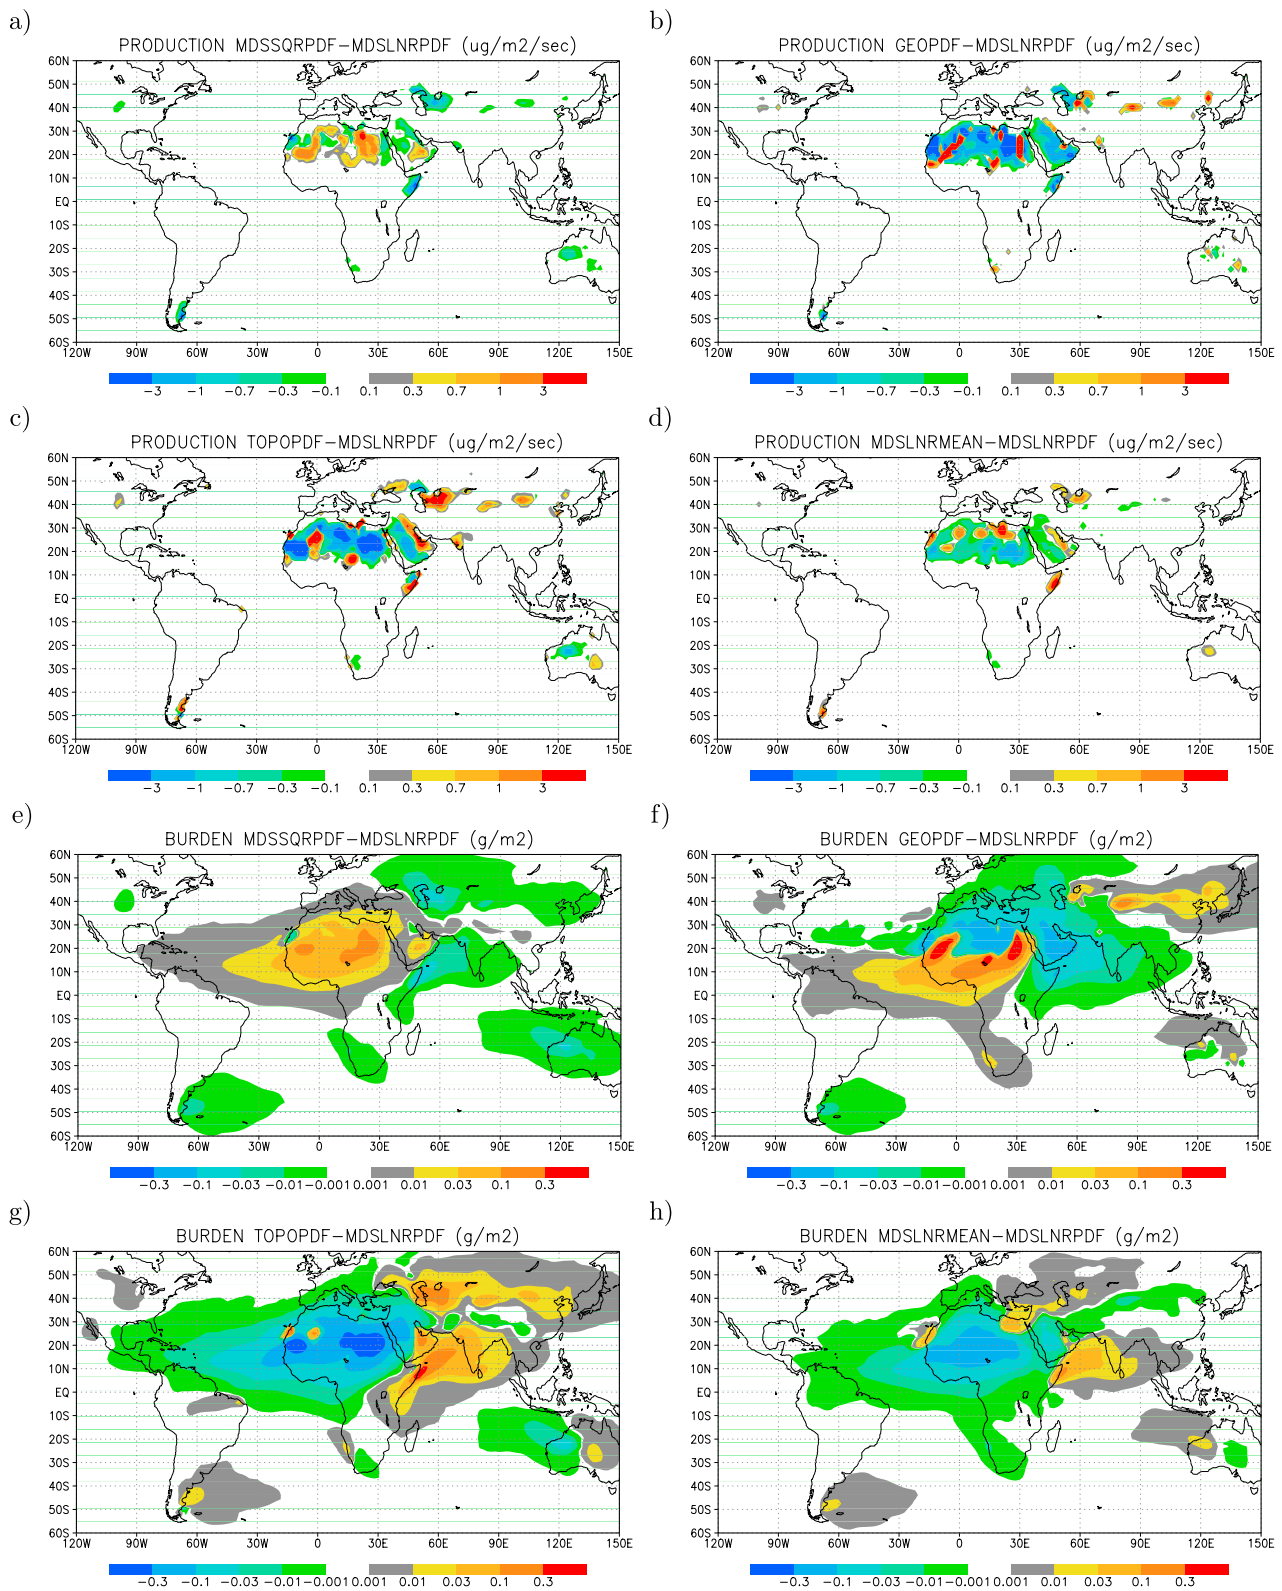 a)
PRODUCTION MDSSQRPDF-MDSLNRPDF (ug/m2/sec)
60N
50N
40N
30N
20N
10N
EQ
10S
20S
30S
40S
50S
60S
120W 90W 60W 30W 0 30E 60E 90E 120E 150E
-3 -1 -0.7 -0.3 -0.1 0.1 0.3 0.7 1 3
b)
PRODUCTION GEOPDF-MDSLNRPDF (ug/m2/sec)
60N
50N
40N
30N
20N
10N
EQ
10S
20S
30S
40S
50S
60S
120W 90W 60W 30W 0 30E 60E 90E 120E 150E
-3 -1 -0.7 -0.3 -0.1 0.1 0.3 0.7 1 3
c)
PRODUCTION TOPOPDF-MDSLNRPDF (ug/m2/sec)
60N
50N
40N
30N
20N
10N
EQ
10S
20S
30S
40S
50S
60S
120W 90W 60W 30W 0 30E 60E 90E 120E 150E
-3 -1 -0.7 -0.3 -0.1 0.1 0.3 0.7 1 3
d)
PRODUCTION MDSLNRMEAN-MDSLNRPDF (ug/m2/sec)
60N
50N
40N
30N
20N
10N
EQ
10S
20S
30S
40S
50S
60S
120W 90W 60W 30W 0 30E 60E 90E 120E 150E
-3 -1 -0.7 -0.3 -0.1 0.1 0.3 0.7 1 3
e)
BURDEN MDSSQRPDF-MDSLNRPDF (g/m2)
60N
50N
40N
30N
20N
10N
EQ
10S
20S
30S
40S
50S
60S
120W 90W 60W 30W 0 30E 60E 90E 120E 150E
-0.3 -0.1 -0.03 -0.01 -0.001 0.001 0.01 0.03 0.1 0.3
f)
BURDEN GEOPDF-MDSLNRPDF (g/m2)
60N
50N
40N
30N
20N
10N
EQ
10S
20S
30S
40S
50S
60S
120W 90W 60W 30W 0 30E 60E 90E 120E 150E
-0.3 -0.1 -0.03 -0.01 -0.001 0.001 0.01 0.03 0.1 0.3
g)
BURDEN TOPOPDF-MDSLNRPDF (g/m2)
60N
50N
40N
30N
20N
10N
EQ
10S
20S
30S
40S
50S
60S
120W 90W 60W 30W 0 30E 60E 90E 120E 150E
-0.3 -0.1 -0.03 -0.01 -0.001 0.001 0.01 0.03 0.1 0.3
h)
BURDEN MDSLNRMEAN-MDSLNRPDF (g/m2)
60N
50N
40N
30N
20N
10N
EQ
10S
20S
30S
40S
50S
60S
120W 90W 60W 30W 0 30E 60E 90E 120E 150E
-0.3 -0.1 -0.03 -0.01 -0.001 0.001 0.01 0.03 0.1 0.3